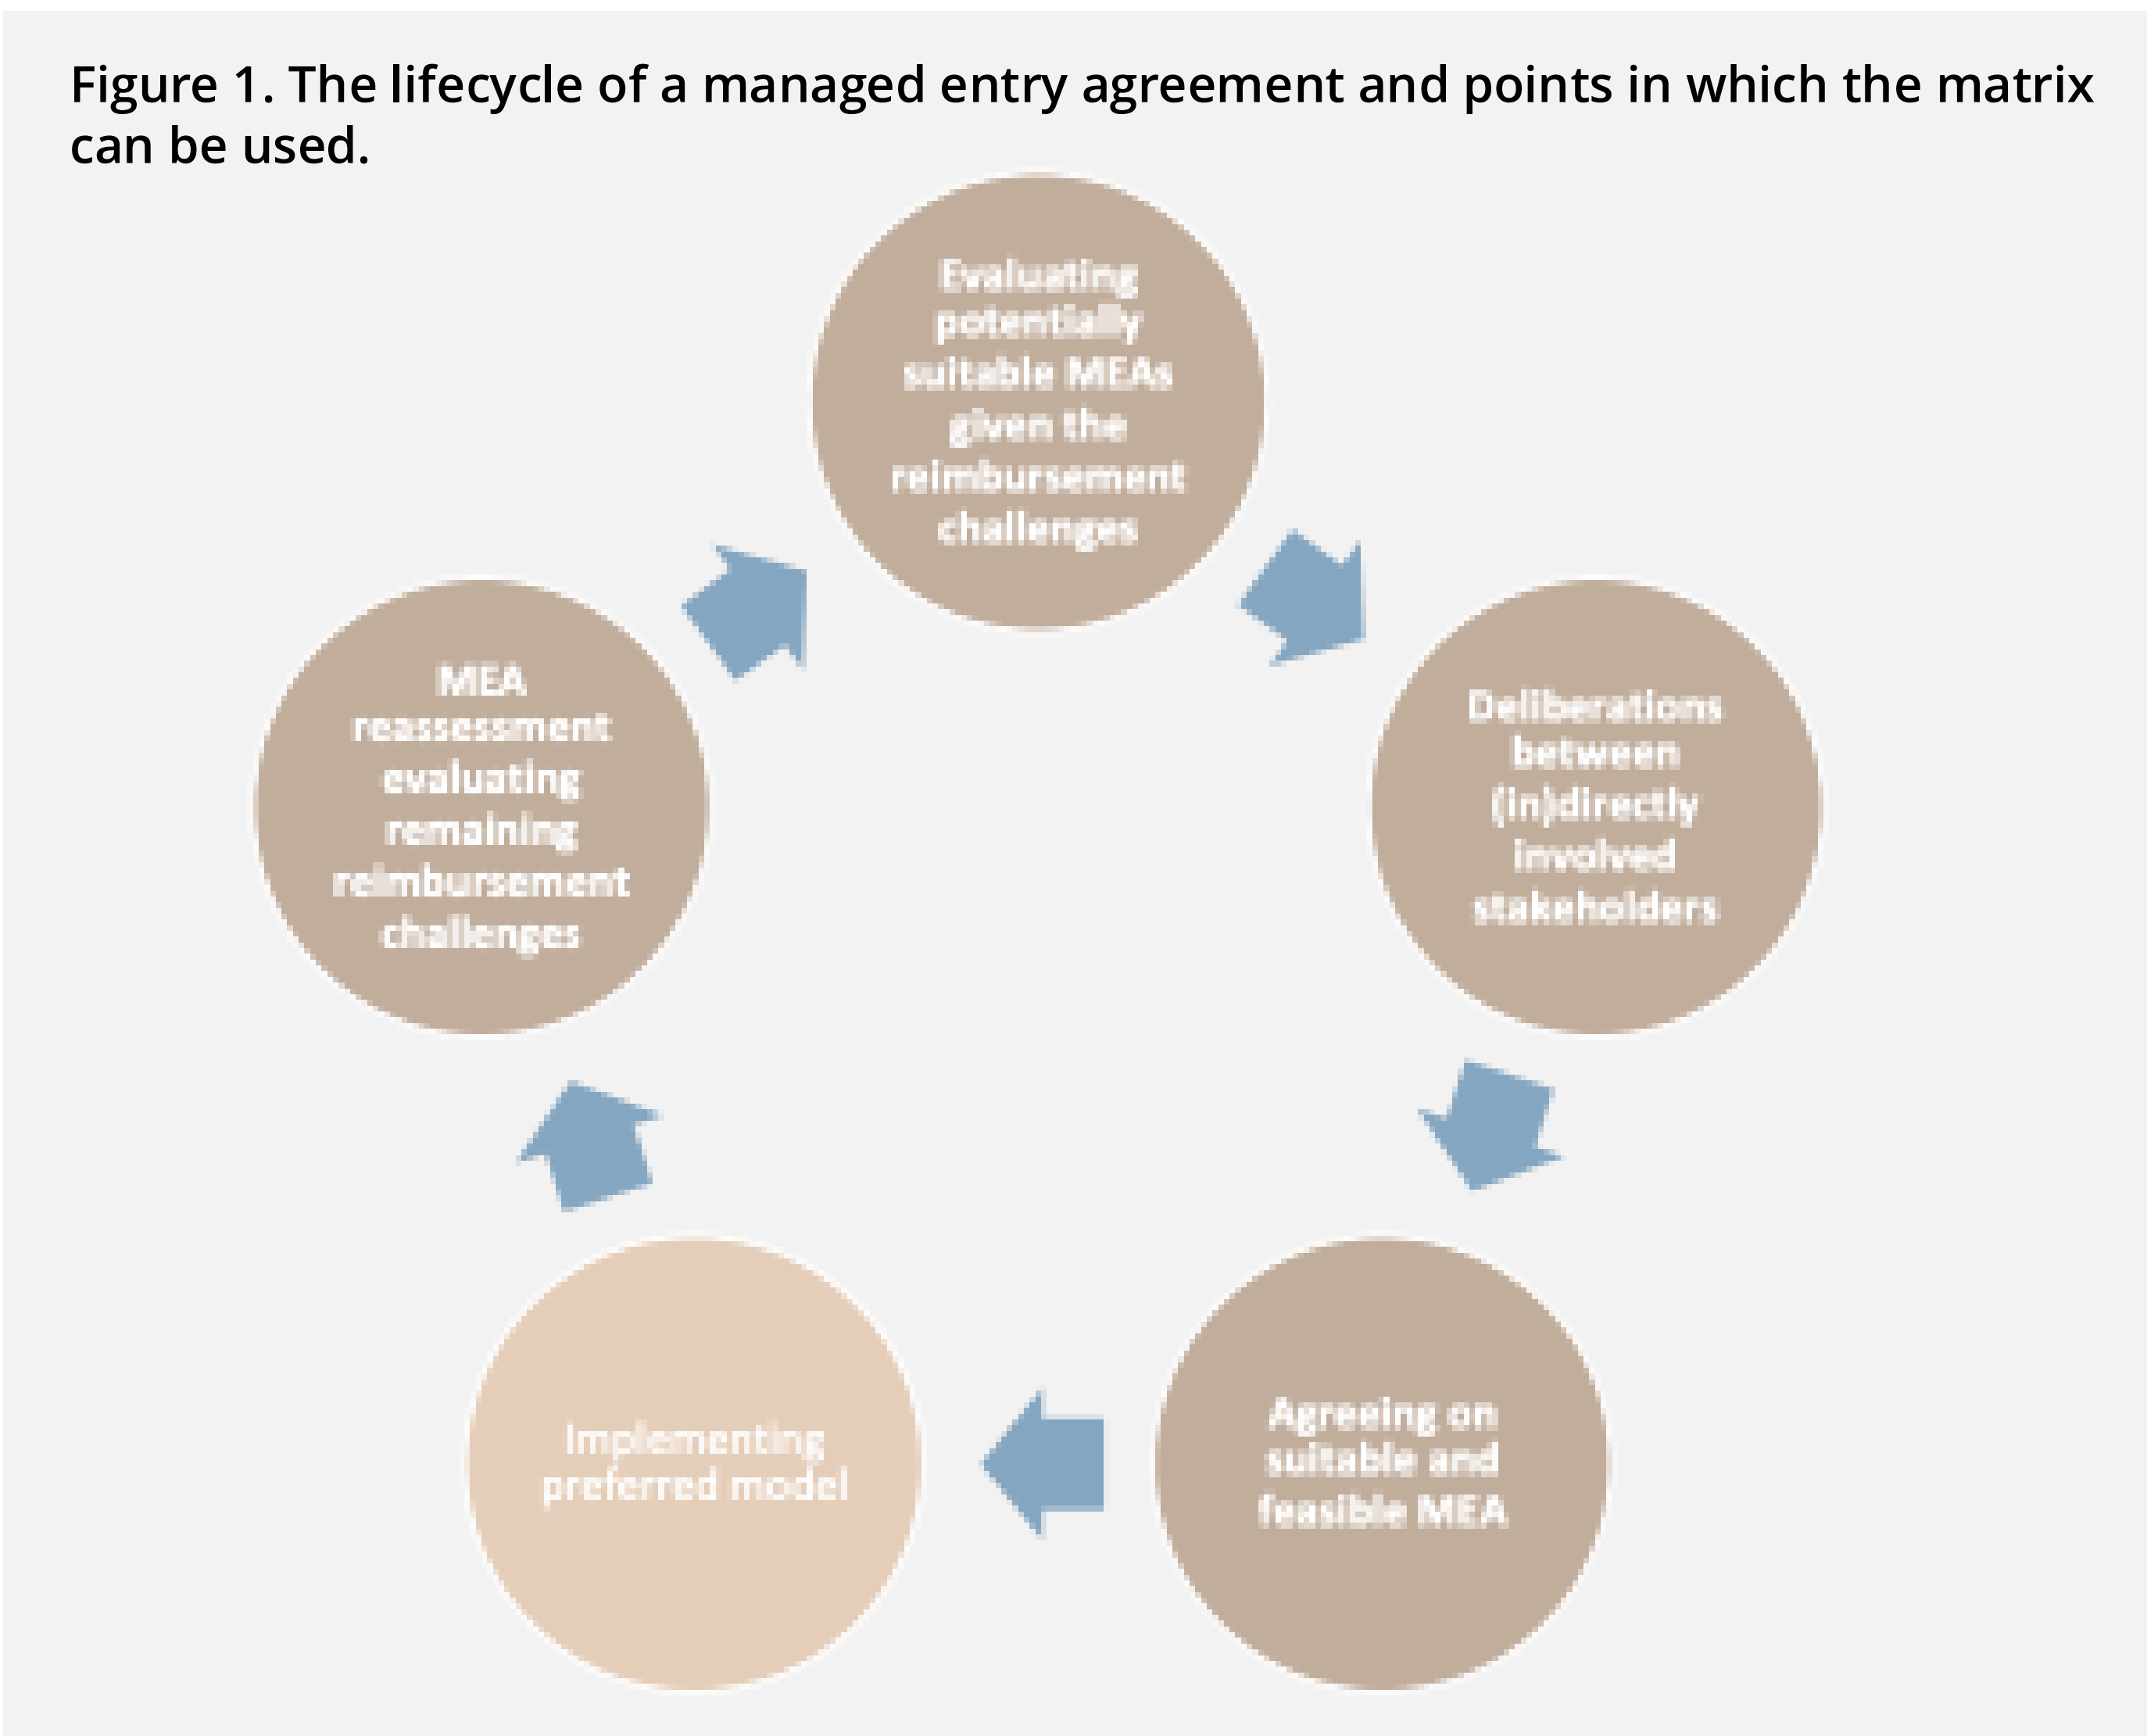 Figure 1. The lifecycle of a managed entry agreement and points in which the matrix
can be used.
Evaluating
potentially
suitable MEAs
given the
reimbursement
challenges
Deliberations
between
(in)directly
involved
stakeholders
Agreeing on
suitable and
feasible MEA
Implementing
preferred model
MEA
reassessment
evaluating
remaining
reimbursement
challenges